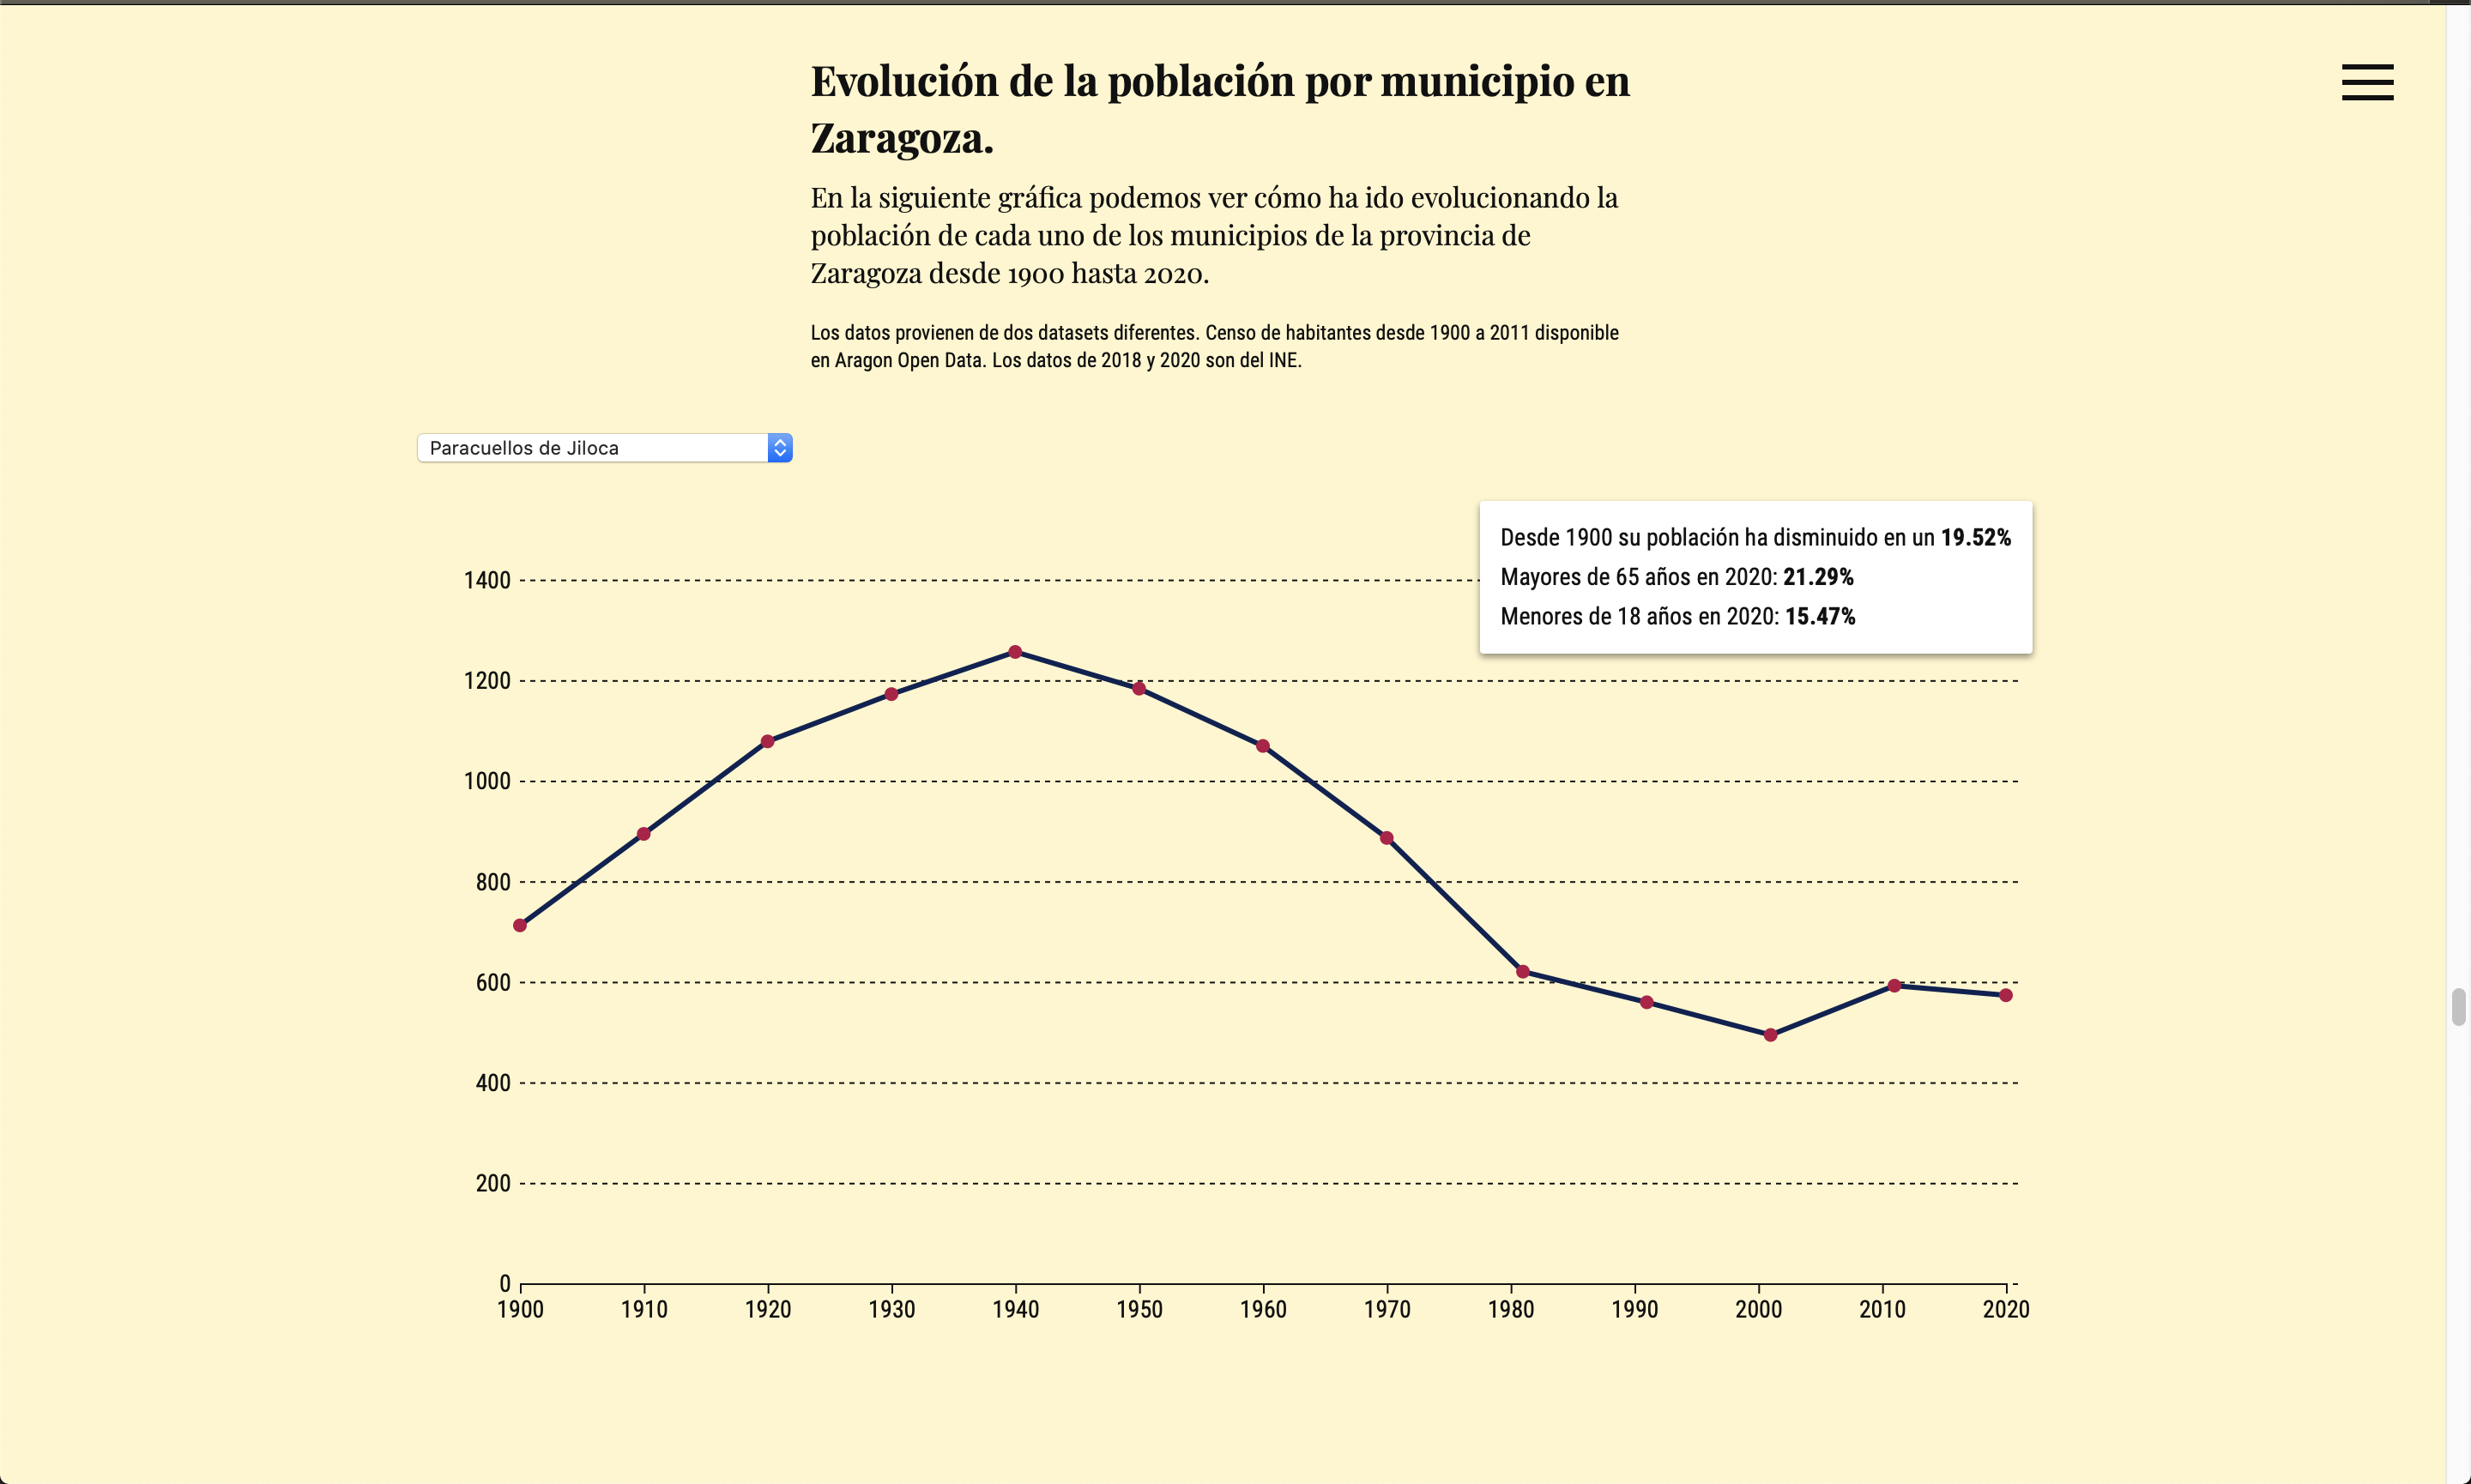 Evolución de la población por municipio en
Zaragoza.
En la siguiente gráfica podemos ver cómo ha ido evolucionando la
población de cada uno de los municipios de la provincia de
Zaragoza desde 1900 hasta 2020.
Los datos provienen de dos datasets diferentes. Censo de habitantes desde 1900 a 2011 disponible
en Aragon Open Data. Los datos de 2018 y 2020 son del INE.
Paracuellos de Jiloca
Desde 1900 su población ha disminuido en un 19.52%
Mayores de 65 años en 2020: 21.29%
Menores de 18 años en 2020: 15.47%
1400
1200
1000
800
600
400
200
0
1900 1910 1920 1930 1940 1950 1960 1970 1980 1990 2000 2010 2020